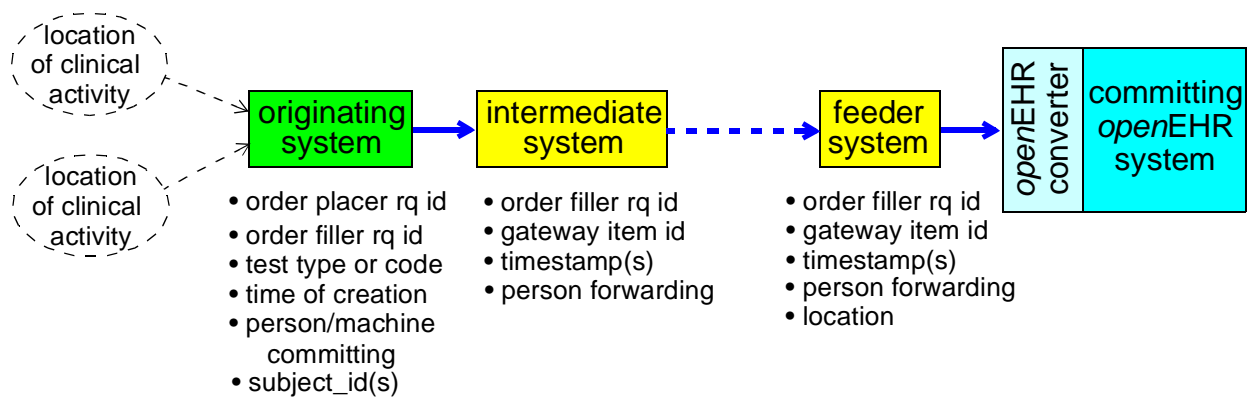 location
of clinical
activity
location
of clinical
activity
originating
system
• order placer rq id
• order filler rq id
• test type or code
• time of creation
• person/machine
committing
• subject_id(s)
intermediate
system
• order filler rq id
• gateway item id
• timestamp(s)
• person forwarding
feeder
system
• order filler rq id
• gateway item id
• timestamp(s)
• person forwarding
• location
openEHR
converter
committing
openEHR
system